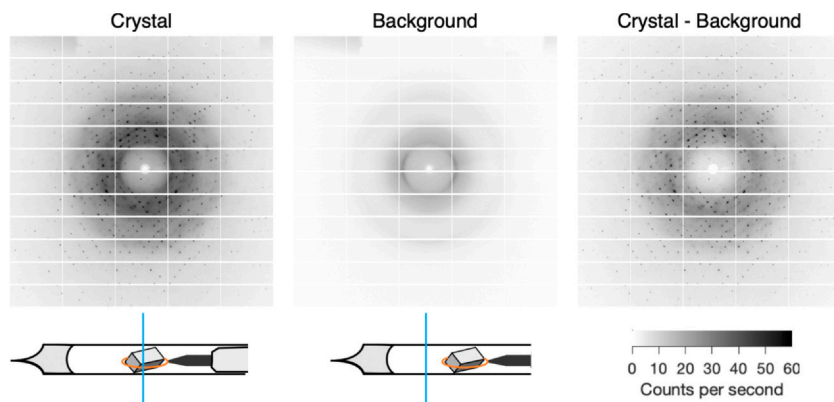 Crystal
Background
Crystal - Background
0 10 20 30 40 50 60
Counts per second